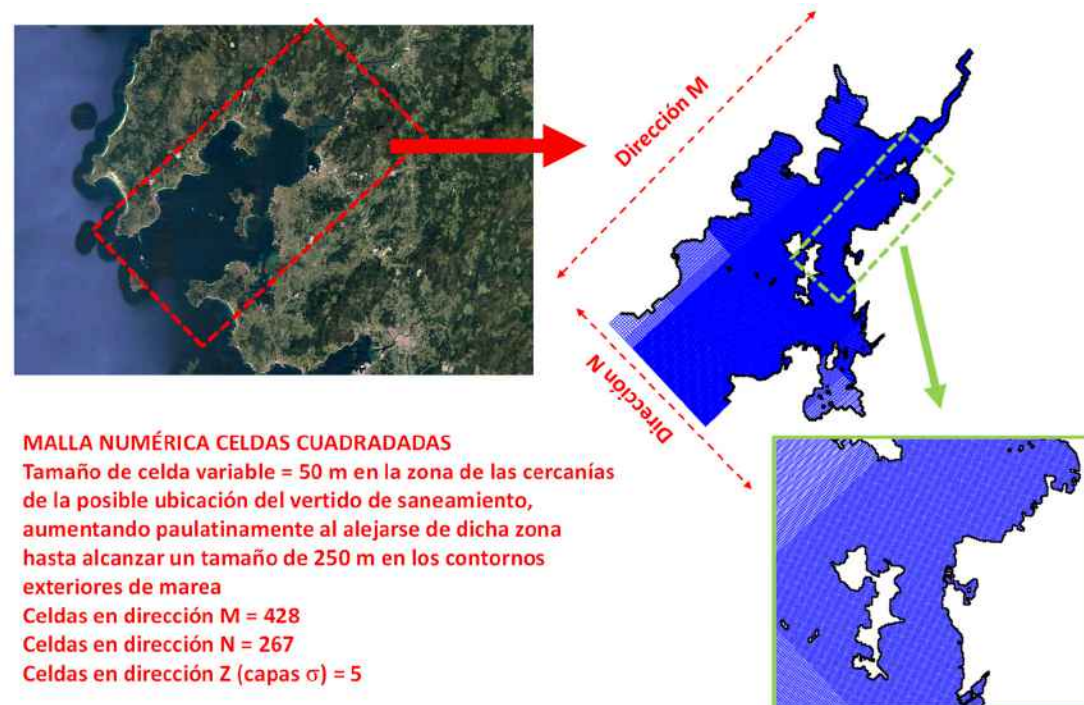 Dirección M
Dirección N
MALLA NUMÉRICA CELDAS CUADRADADAS
Tamaño de celda variable = 50 m en la zona de las cercanías
de la posible ubicación del vertido de saneamiento,
aumentando paulatinamente al alejarse de dicha zona
hasta alcanzar un tamaño de 250 m en los contornos
exteriores de marea
Celdas en dirección M = 428
Celdas en dirección N = 267
Celdas en dirección Z (capas σ) = 5